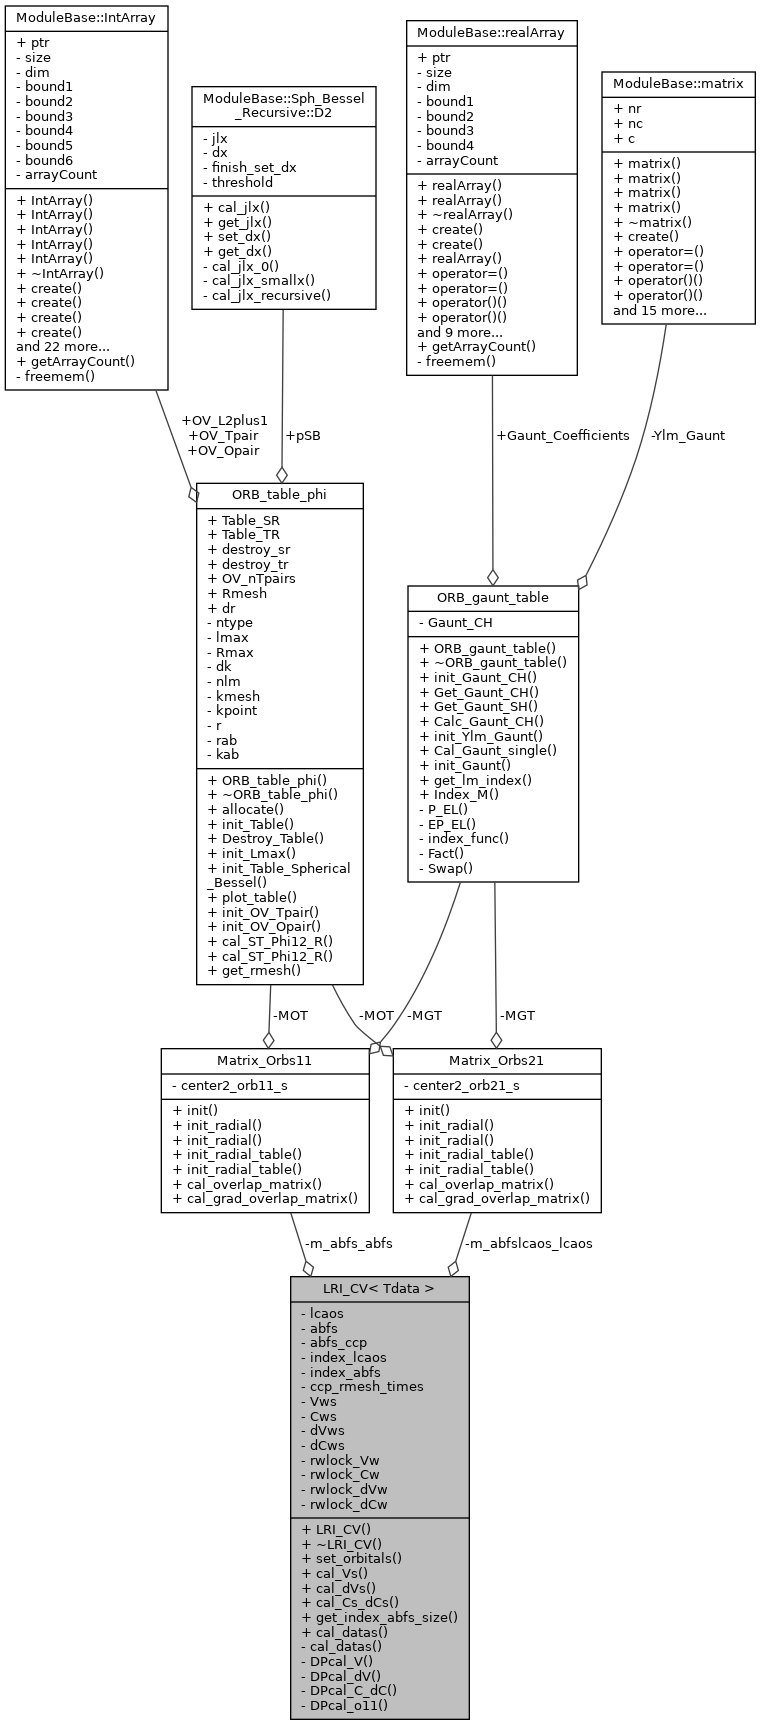 ModuleBase::IntArray
+ ptr
- size
- dim
- bound1
- bound2
- bound3
- bound4
- bound5
- bound6
- arrayCount
+ IntArray()
+ IntArray()
+ IntArray()
+ IntArray()
+ IntArray()
+ ~IntArray()
+ create()
+ create()
+ create()
+ create()
and 22 more...
+ getArrayCount()
- freemem()
ModuleBase::Sph_Bessel
_Recursive::D2
- jlx
- dx
- finish_set_dx
- threshold
+ cal_jlx()
+ get_jlx()
+ set_dx()
+ get_dx()
- cal_jlx_0()
- cal_jlx_smallx()
- cal_jlx_recursive()
ModuleBase::realArray
+ ptr
- size
- dim
- bound1
- bound2
- bound3
- bound4
- arrayCount
+ realArray()
+ realArray()
+ ~realArray()
+ create()
+ create()
+ realArray()
+ operator=()
+ operator=()
+ operator()()
+ operator()()
and 9 more...
+ getArrayCount()
- freemem()
ModuleBase::matrix
+ nr
+ nc
+ c
+ matrix()
+ matrix()
+ matrix()
+ matrix()
+ ~matrix()
+ create()
+ operator=()
+ operator=()
+ operator()()
+ operator()()
and 15 more...
+OV_L2plus1
+OV_Tpair
+OV_Opair
+pSB
+Gaunt_Coefficients
-Ylm_Gaunt
ORB_table_phi
+ Table_SR
+ Table_TR
+ destroy_sr
+ destroy_tr
+ OV_nTpairs
+ Rmesh
+ dr
- ntype
- lmax
- Rmax
- dk
- nlm
- kmesh
- kpoint
- r
- rab
- kab
+ ORB_table_phi()
+ ~ORB_table_phi()
+ allocate()
+ init_Table()
+ Destroy_Table()
+ init_Lmax()
+ init_Table_Spherical
_Bessel()
+ plot_table()
+ init_OV_Tpair()
+ init_OV_Opair()
+ cal_ST_Phi12_R()
+ cal_ST_Phi12_R()
+ get_rmesh()
ORB_gaunt_table
- Gaunt_CH
+ ORB_gaunt_table()
+ ~ORB_gaunt_table()
+ init_Gaunt_CH()
+ Get_Gaunt_CH()
+ Get_Gaunt_SH()
+ Calc_Gaunt_CH()
+ init_Ylm_Gaunt()
+ Cal_Gaunt_single()
+ init_Gaunt()
+ get_lm_index()
+ Index_M()
- P_EL()
- EP_EL()
- index_func()
- Fact()
- Swap()
-MOT
-MOT
-MGT
-MGT
Matrix_Orbs11
- center2_orb11_s
+ init()
+ init_radial()
+ init_radial()
+ init_radial_table()
+ init_radial_table()
+ cal_overlap_matrix()
+ cal_grad_overlap_matrix()
Matrix_Orbs21
- center2_orb21_s
+ init()
+ init_radial()
+ init_radial()
+ init_radial_table()
+ init_radial_table()
+ cal_overlap_matrix()
+ cal_grad_overlap_matrix()
-m_abfs_abfs
-m_abfslcaos_lcaos
LRI_CV< Tdata >
- lcaos
- abfs
- abfs_ccp
- index_lcaos
- index_abfs
- ccp_rmesh_times
- Vws
- Cws
- dVws
- dCws
- rwlock_Vw
- rwlock_Cw
- rwlock_dVw
- rwlock_dCw
+ LRI_CV()
+ ~LRI_CV()
+ set_orbitals()
+ cal_Vs()
+ cal_dVs()
+ cal_Cs_dCs()
+ get_index_abfs_size()
+ cal_datas()
- cal_datas()
- DPcal_V()
- DPcal_dV()
- DPcal_C_dC()
- DPcal_o11()